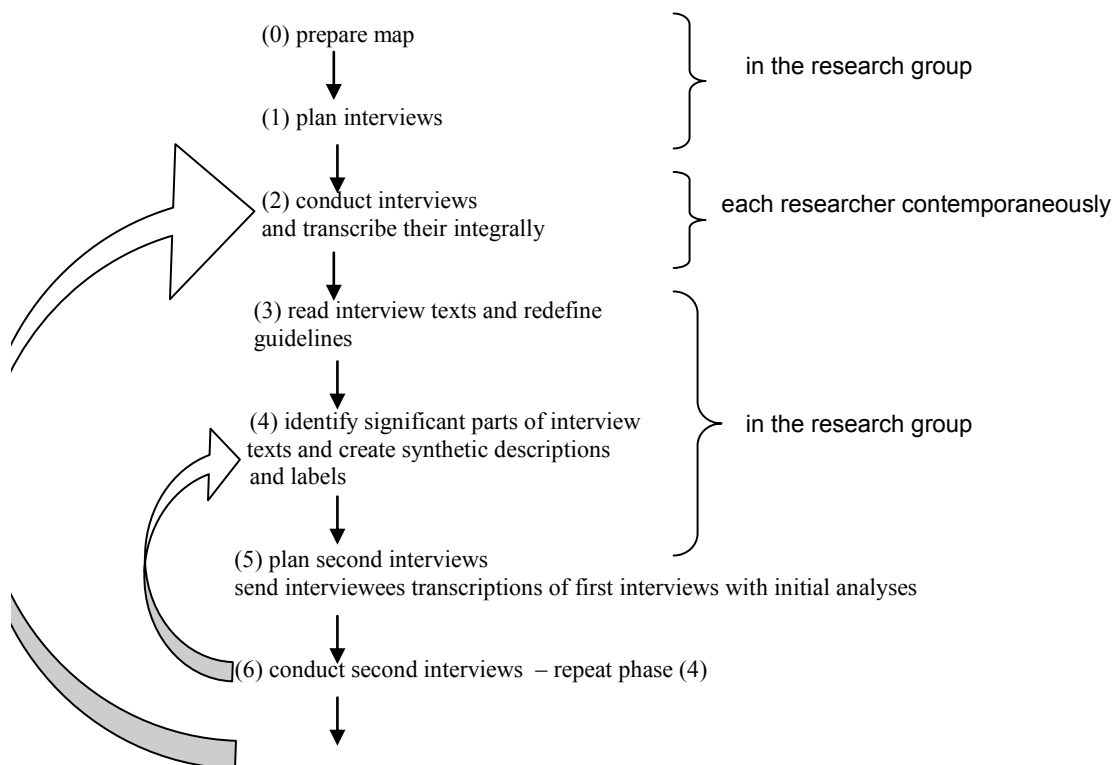 (0) prepare map
in the research group
(1) plan interviews
(2) conduct interviews
and transcribe their integrally
each researcher contemporaneously
(3) read interview texts and redefine
guidelines
(4) identify significant parts of interview
texts and create synthetic descriptions
and labels
in the research group
(5) plan second interviews
send interviewees transcriptions of first interviews with initial analyses
(6) conduct second interviews – repeat phase (4)